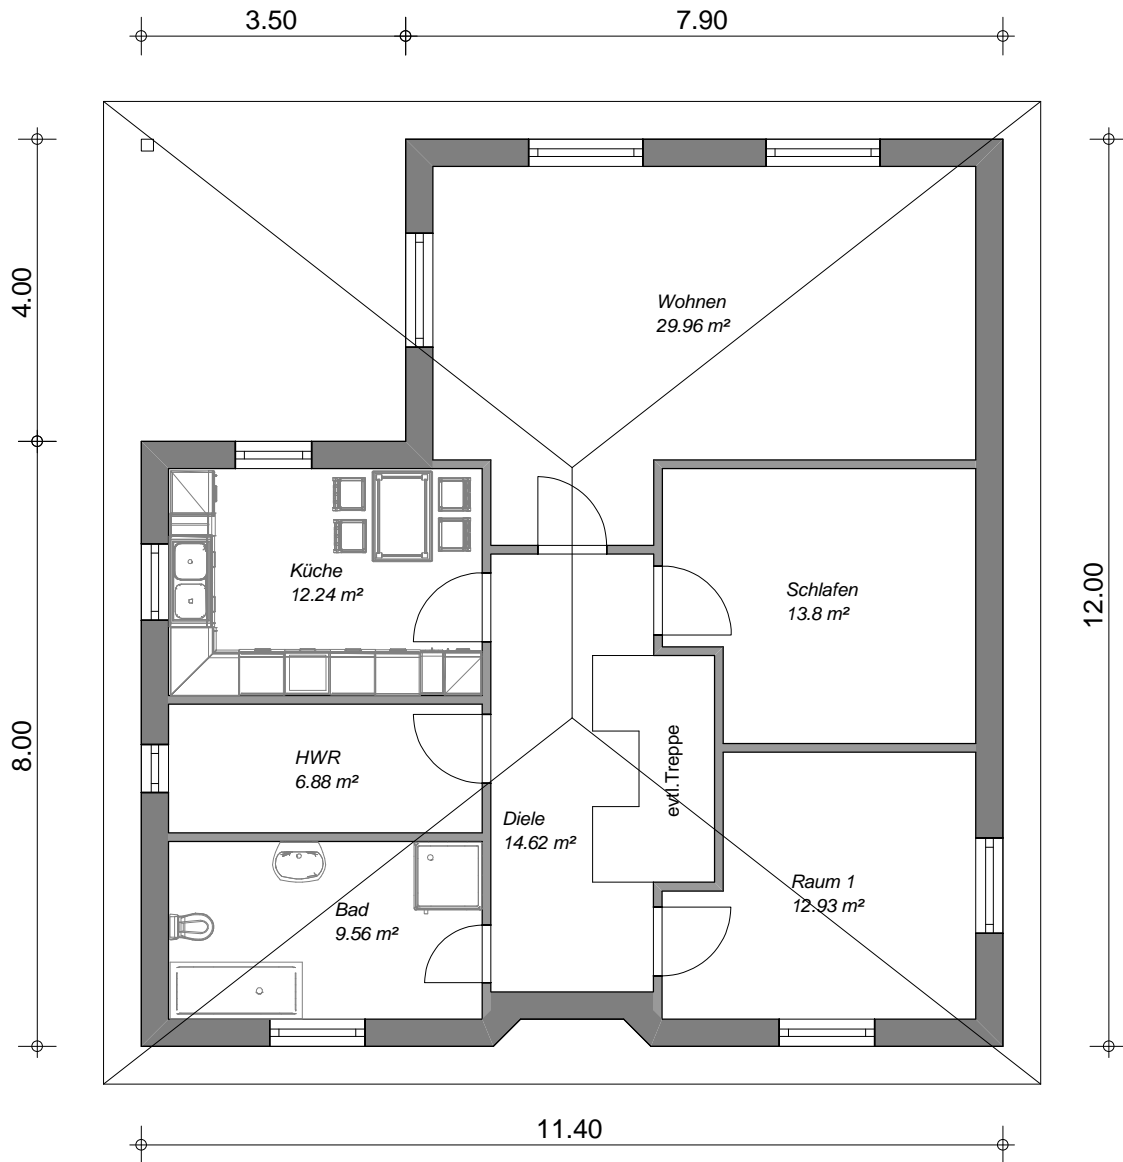 3.50
7.90
4.00
Wohnen
29.96 m²
Küche
12.24 m²
Schlafen
13.8 m²
12.00
8.00
HWR
6.88 m²
evtl.Treppe
Diele
14.62 m²
Raum 1
12.93 m²
Bad
9.56 m²
11.40